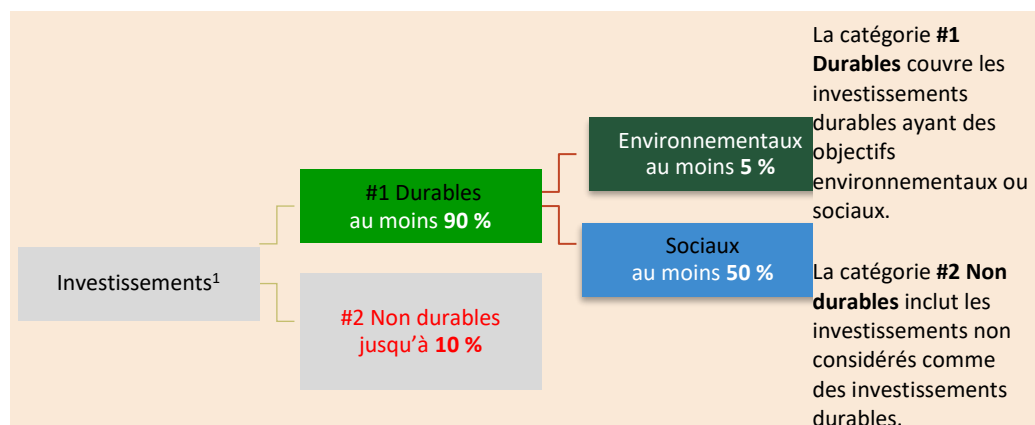 Investissements¹
#1 Durables
au moins 90 %
#2 Non durables
jusqu’à 10 %
Environnementaux
au moins 5 %
Sociaux
au moins 50 %
La catégorie #1
Durables couvre les
investissements
durables ayant des
objectifs
environnementaux ou
sociaux.
La catégorie #2 Non
durables inclut les
investissements non
considérés comme
des investissements
durables.